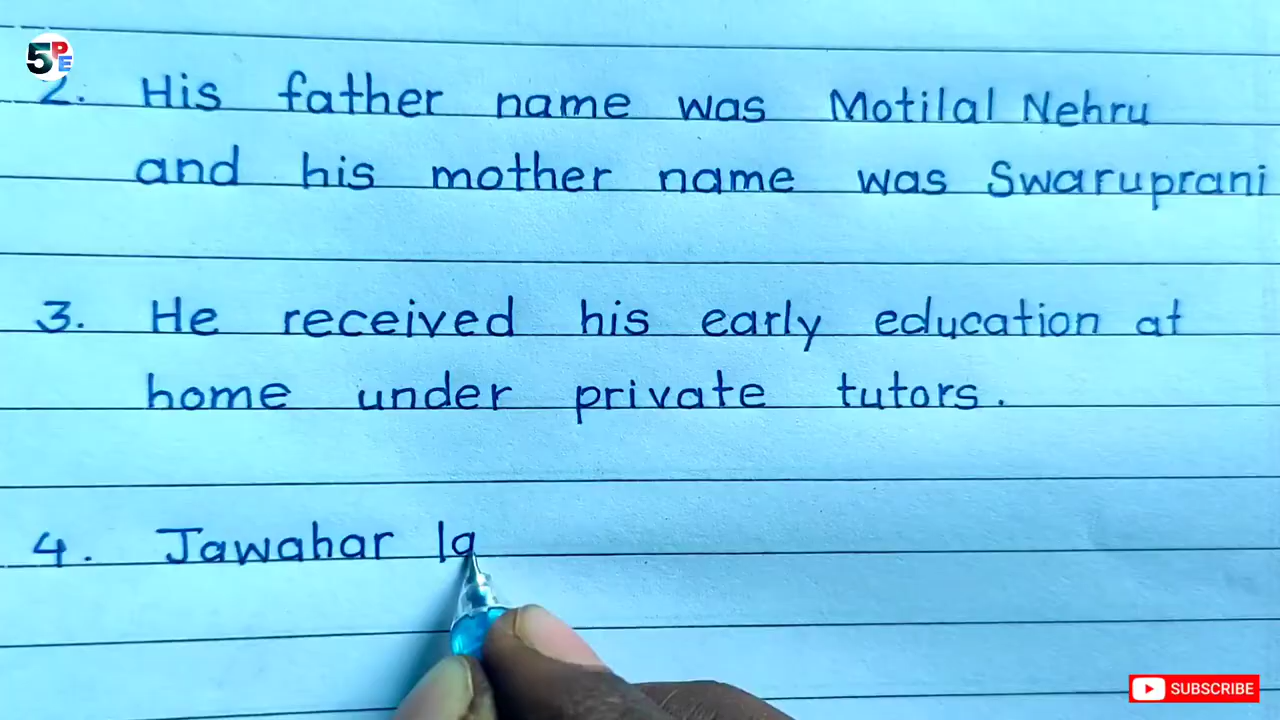 5PE
2. His father name was Motilal Nehru
and his mother name was Swaruprani
3. He received his early education at
home under private tutors.
4. Jawahar la
SUBSCRIBE